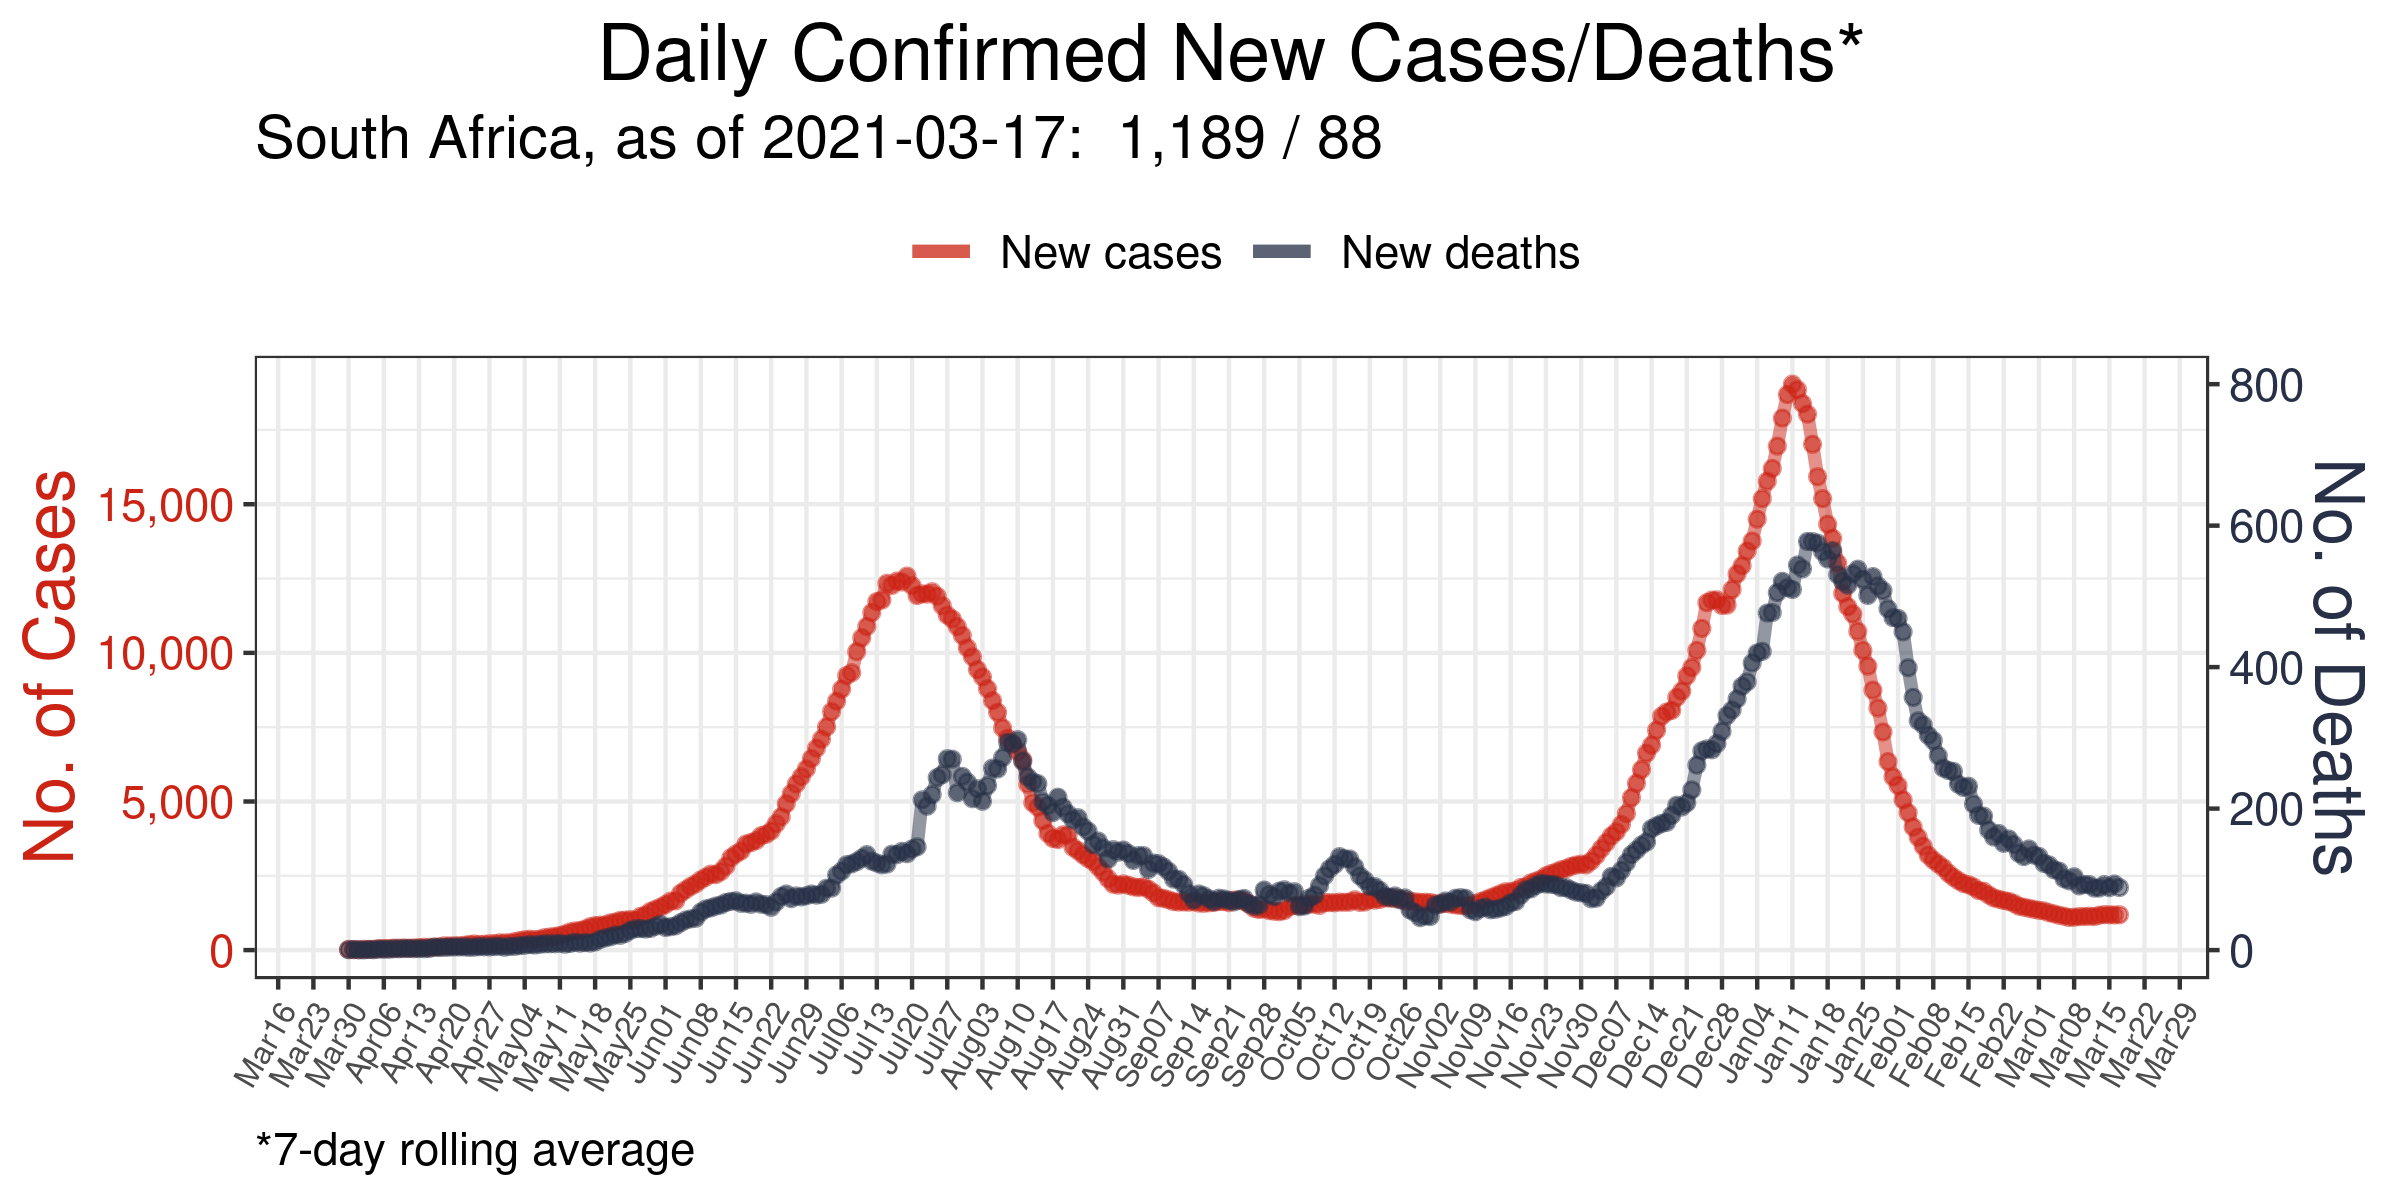 Daily Confirmed New Cases/Deaths*
South Africa, as of 2021-03-17:  1,189 / 88
New cases New deaths
No. of Cases
15,000
10,000
5,000
0
800
600
400
200
0
No. of Deaths
Mar16 Mar23 Mar30 Apr06 Apr13 Apr20 Apr27 May04 May11 May18 May25 Jun01 Jun08 Jun15 Jun22 Jun29 Jul06 Jul13 Jul20 Jul27 Aug03 Aug10 Aug17 Aug24 Aug31 Sep07 Sep14 Sep21 Sep28 Oct05 Oct12 Oct19 Oct26 Nov02 Nov09 Nov16 Nov23 Nov30 Dec07 Dec14 Dec21 Dec28 Jan04 Jan11 Jan18 Jan25 Feb01 Feb08 Feb15 Feb22 Mar01 Mar08 Mar15 Mar22 Mar29
*7-day rolling average